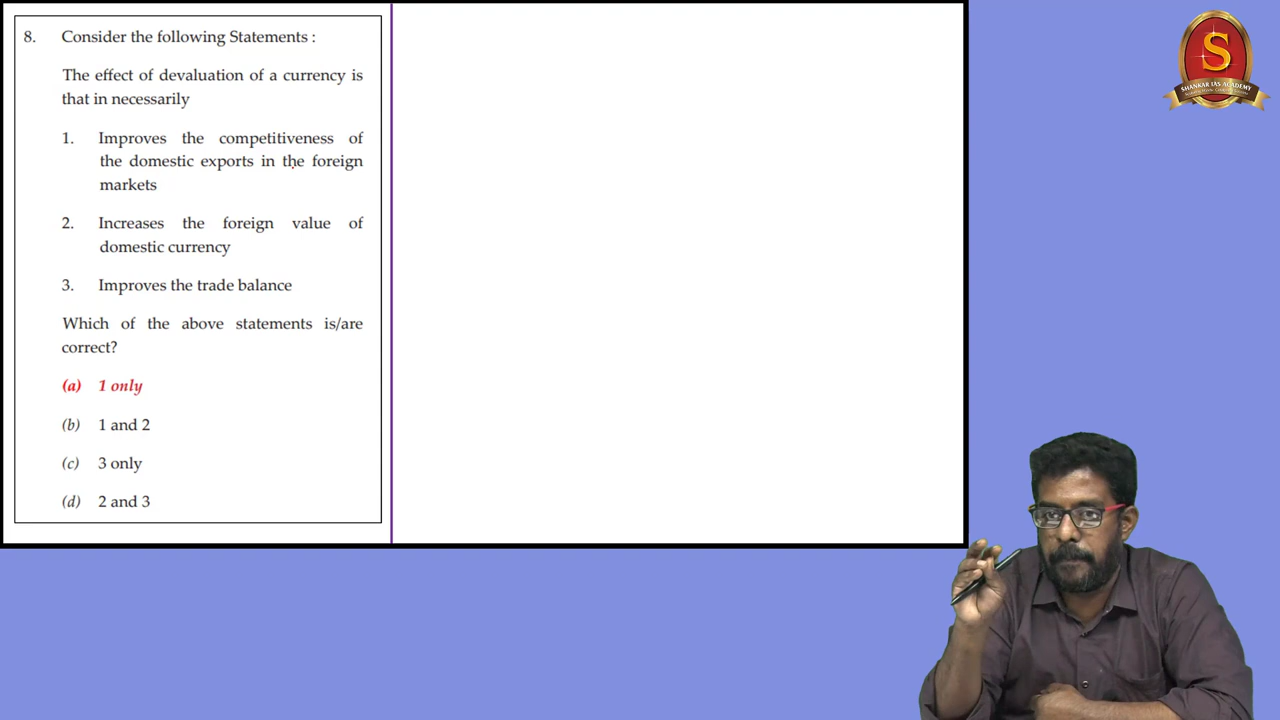 8. Consider the following Statements :
The effect of devaluation of a currency is
that in necessarily
1. Improves the competitiveness of
the domestic exports in the foreign
markets
2. Increases the foreign value of
domestic currency
3. Improves the trade balance
Which of the above statements is/are
correct?
(a) 1 only
(b) 1 and 2
(c) 3 only
(d) 2 and 3
S
SHANKAR IAS ACADEMY